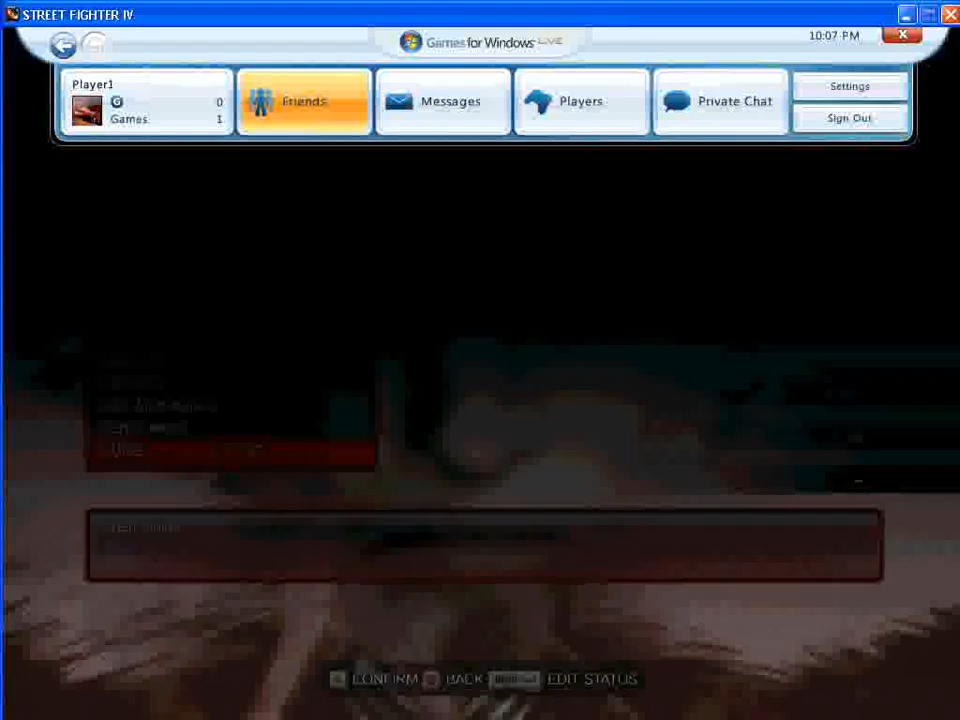 STREET FIGHTER IV
Games for Windows LIVE
10:07 PM
Player1
G 0
Games 1
Friends
Messages
Players
Private Chat
Settings
Sign Out
CONFIRM BACK EDIT STATUS